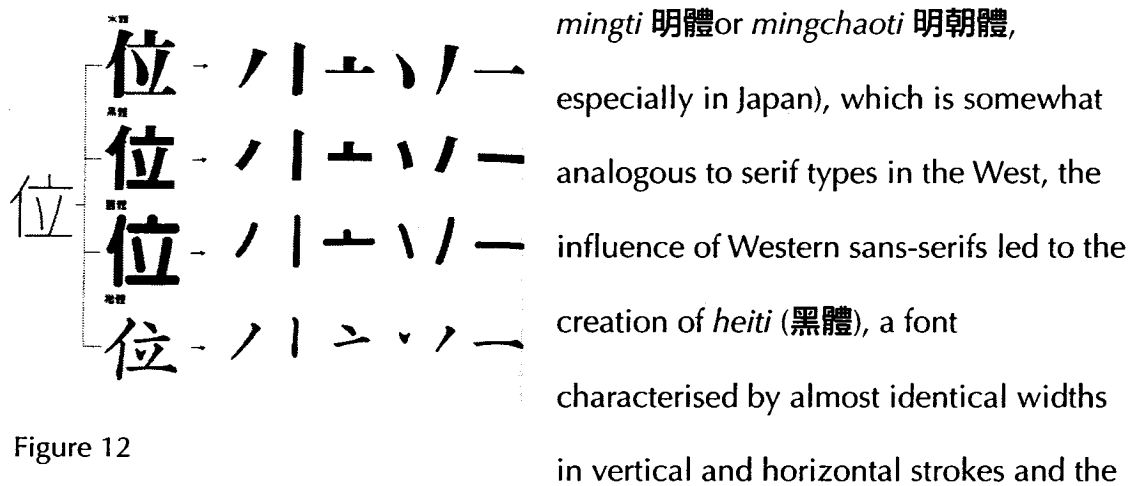 位
位
黑體
位
位
位
Figure 12
mingti 明體or mingchaoti 明朝體,
especially in Japan), which is somewhat
analogous to serif types in the West, the
influence of Western sans-serifs led to the
creation of heiti (黑體), a font
characterised by almost identical widths
in vertical and horizontal strokes and the